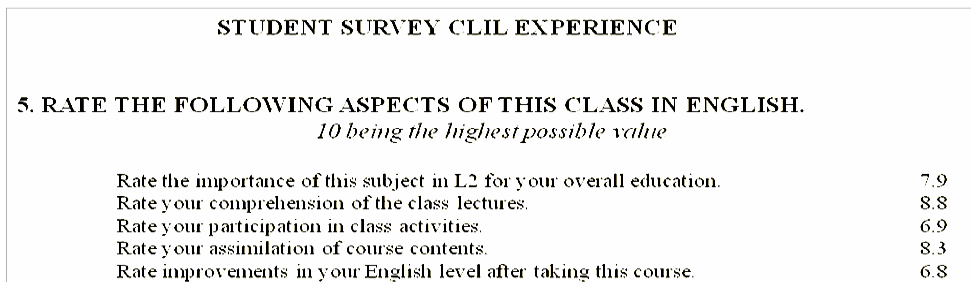 STUDENT SURVEY CLIL EXPERIENCE
5. RATE THE FOLLOWING ASPECTS OF THIS CLASS IN ENGLISH.
10 being the highest possible value
Rate the importance of this subject in L2 for your overall education. 7.9
Rate your comprehension of the class lectures. 8.8
Rate your participation in class activities. 6.9
Rate your assimilation of course contents. 8.3
Rate improvements in your English level after taking this course. 6.8